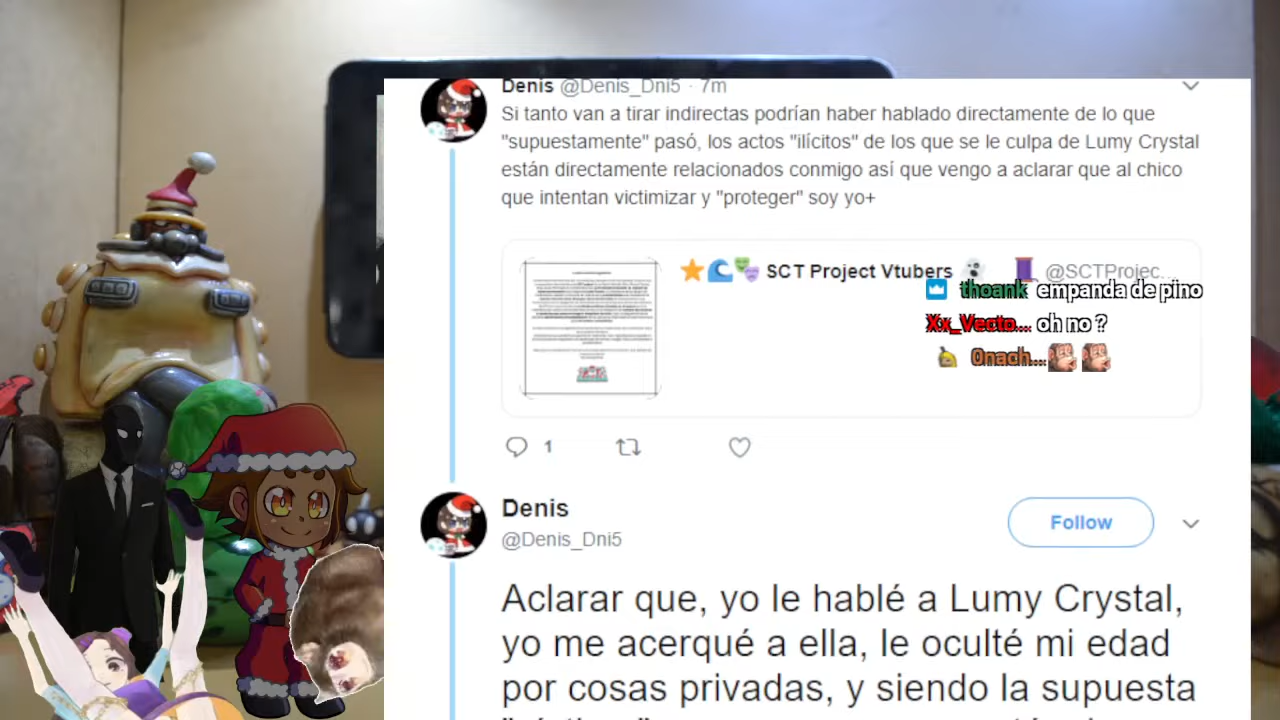 Denis @Denis_Dni5 · 7m
Si tanto van a tirar indirectas podrían haber hablado directamente de lo que
"supuestamente" pasó, los actos "ilícitos" de los que se le culpa de Lumy Crystal
están directamente relacionados conmigo así que vengo a aclarar que al chico
que intentan victimizar y "proteger" soy yo+
SCT Project Vtubers @SCTProjec...
thoank empanda de pino
Xx_Vecto... oh no ?
0nach...
1
Denis
@Denis_Dni5
Follow
Aclarar que, yo le hablé a Lumy Crystal,
yo me acerqué a ella, le oculté mi edad
por cosas privadas, y siendo la supuesta